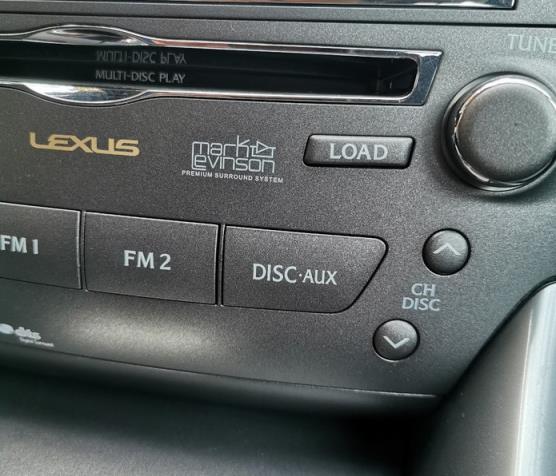 TUNE
MULTI-DISC PLAY
MULTI-DISC PLAY
LEXUS
mark
levinson
PREMIUM SURROUND SYSTEM
LOAD
FM 1
FM 2
DISC·AUX
CH
DISC
dts